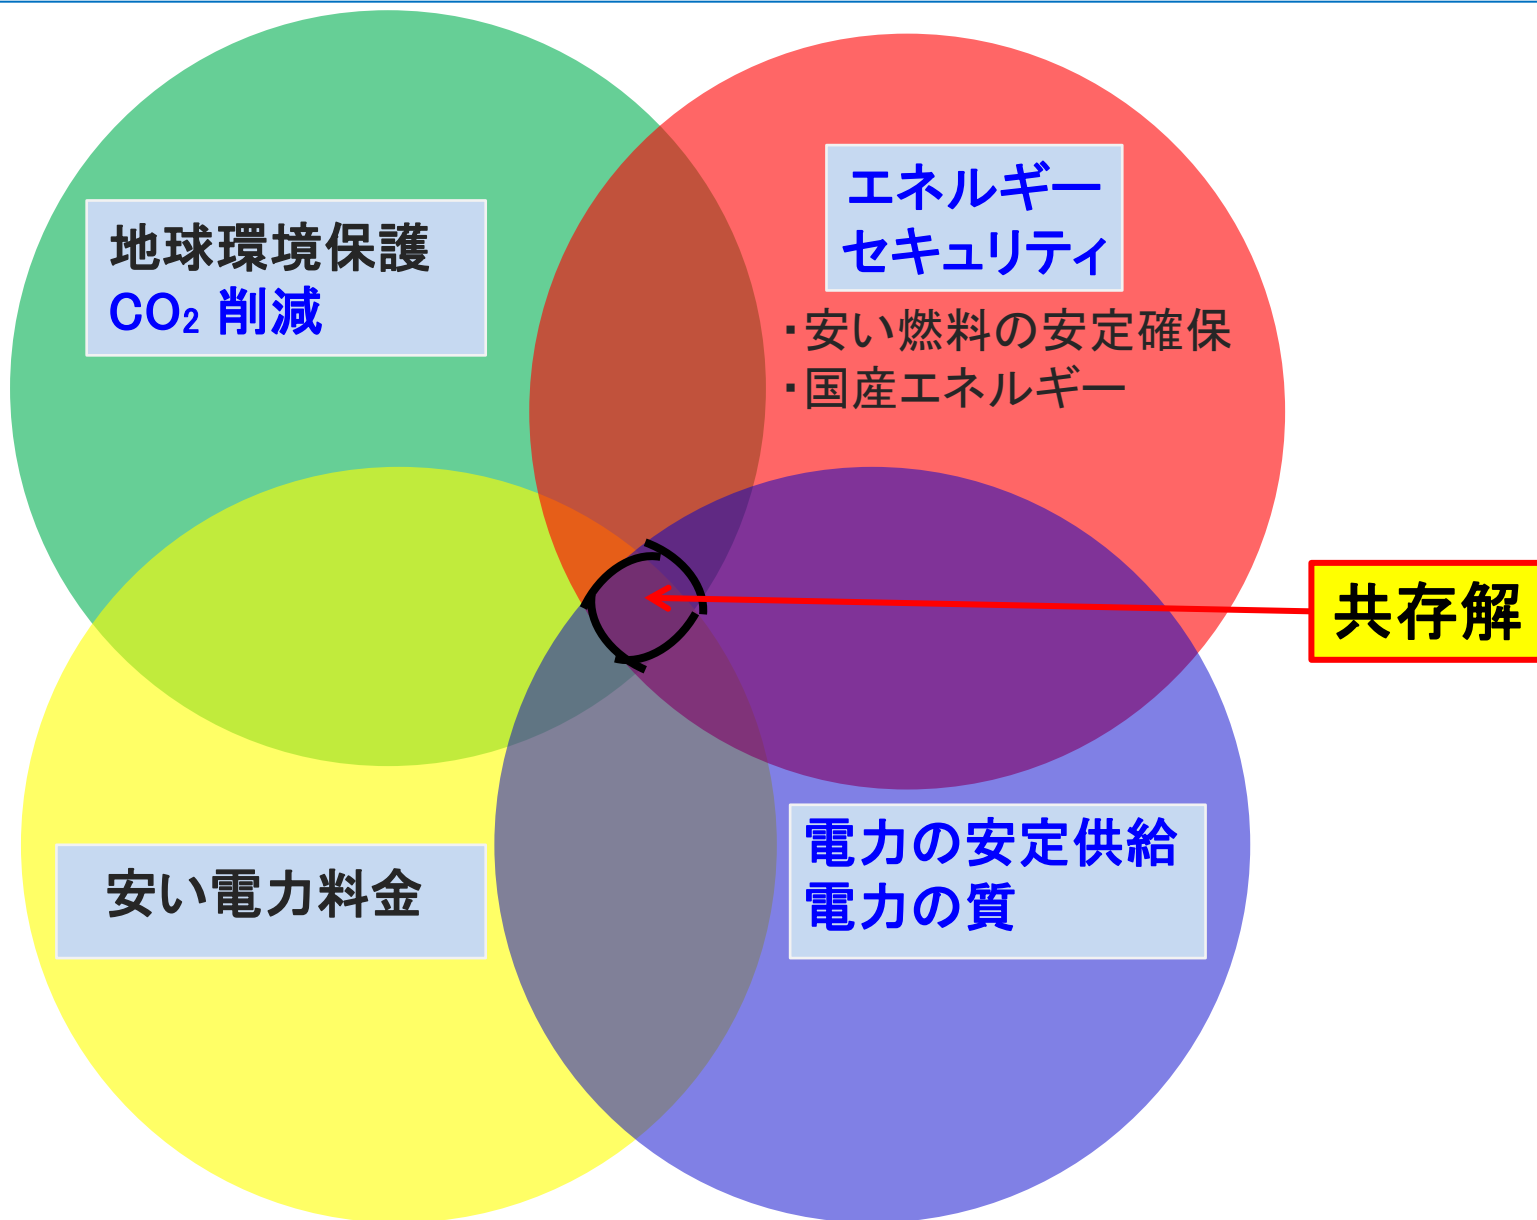 地球環境保護
CO₂ 削減
エネルギー
セキュリティ
・安い燃料の安定確保
・国産エネルギー
共存解
安い電力料金
電力の安定供給
電力の質